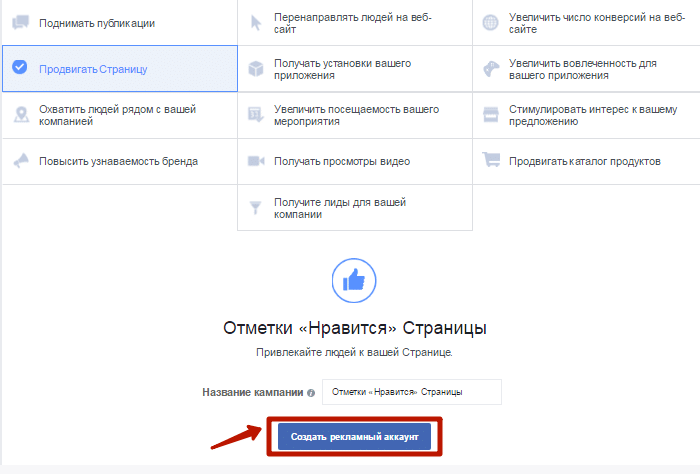 Поднимать публикации
Перенаправлять людей на веб-
сайт
Увеличить число конверсий на веб-
сайте
Продвигать Страницу
Получать установки вашего
приложения
Увеличить вовлеченность для
вашего приложения
Охватить людей рядом с вашей
компанией
Увеличить посещаемость вашего
мероприятия
Стимулировать интерес к вашему
предложению
Повысить узнаваемость бренда
Получать просмотры видео
Продвигать каталог продуктов
Получите лиды для вашей
компании
Отметки «Нравится» Страницы
Привлекайте людей к вашей Странице.
Название кампании
Отметки «Нравится» Страницы
Создать рекламный аккаунт